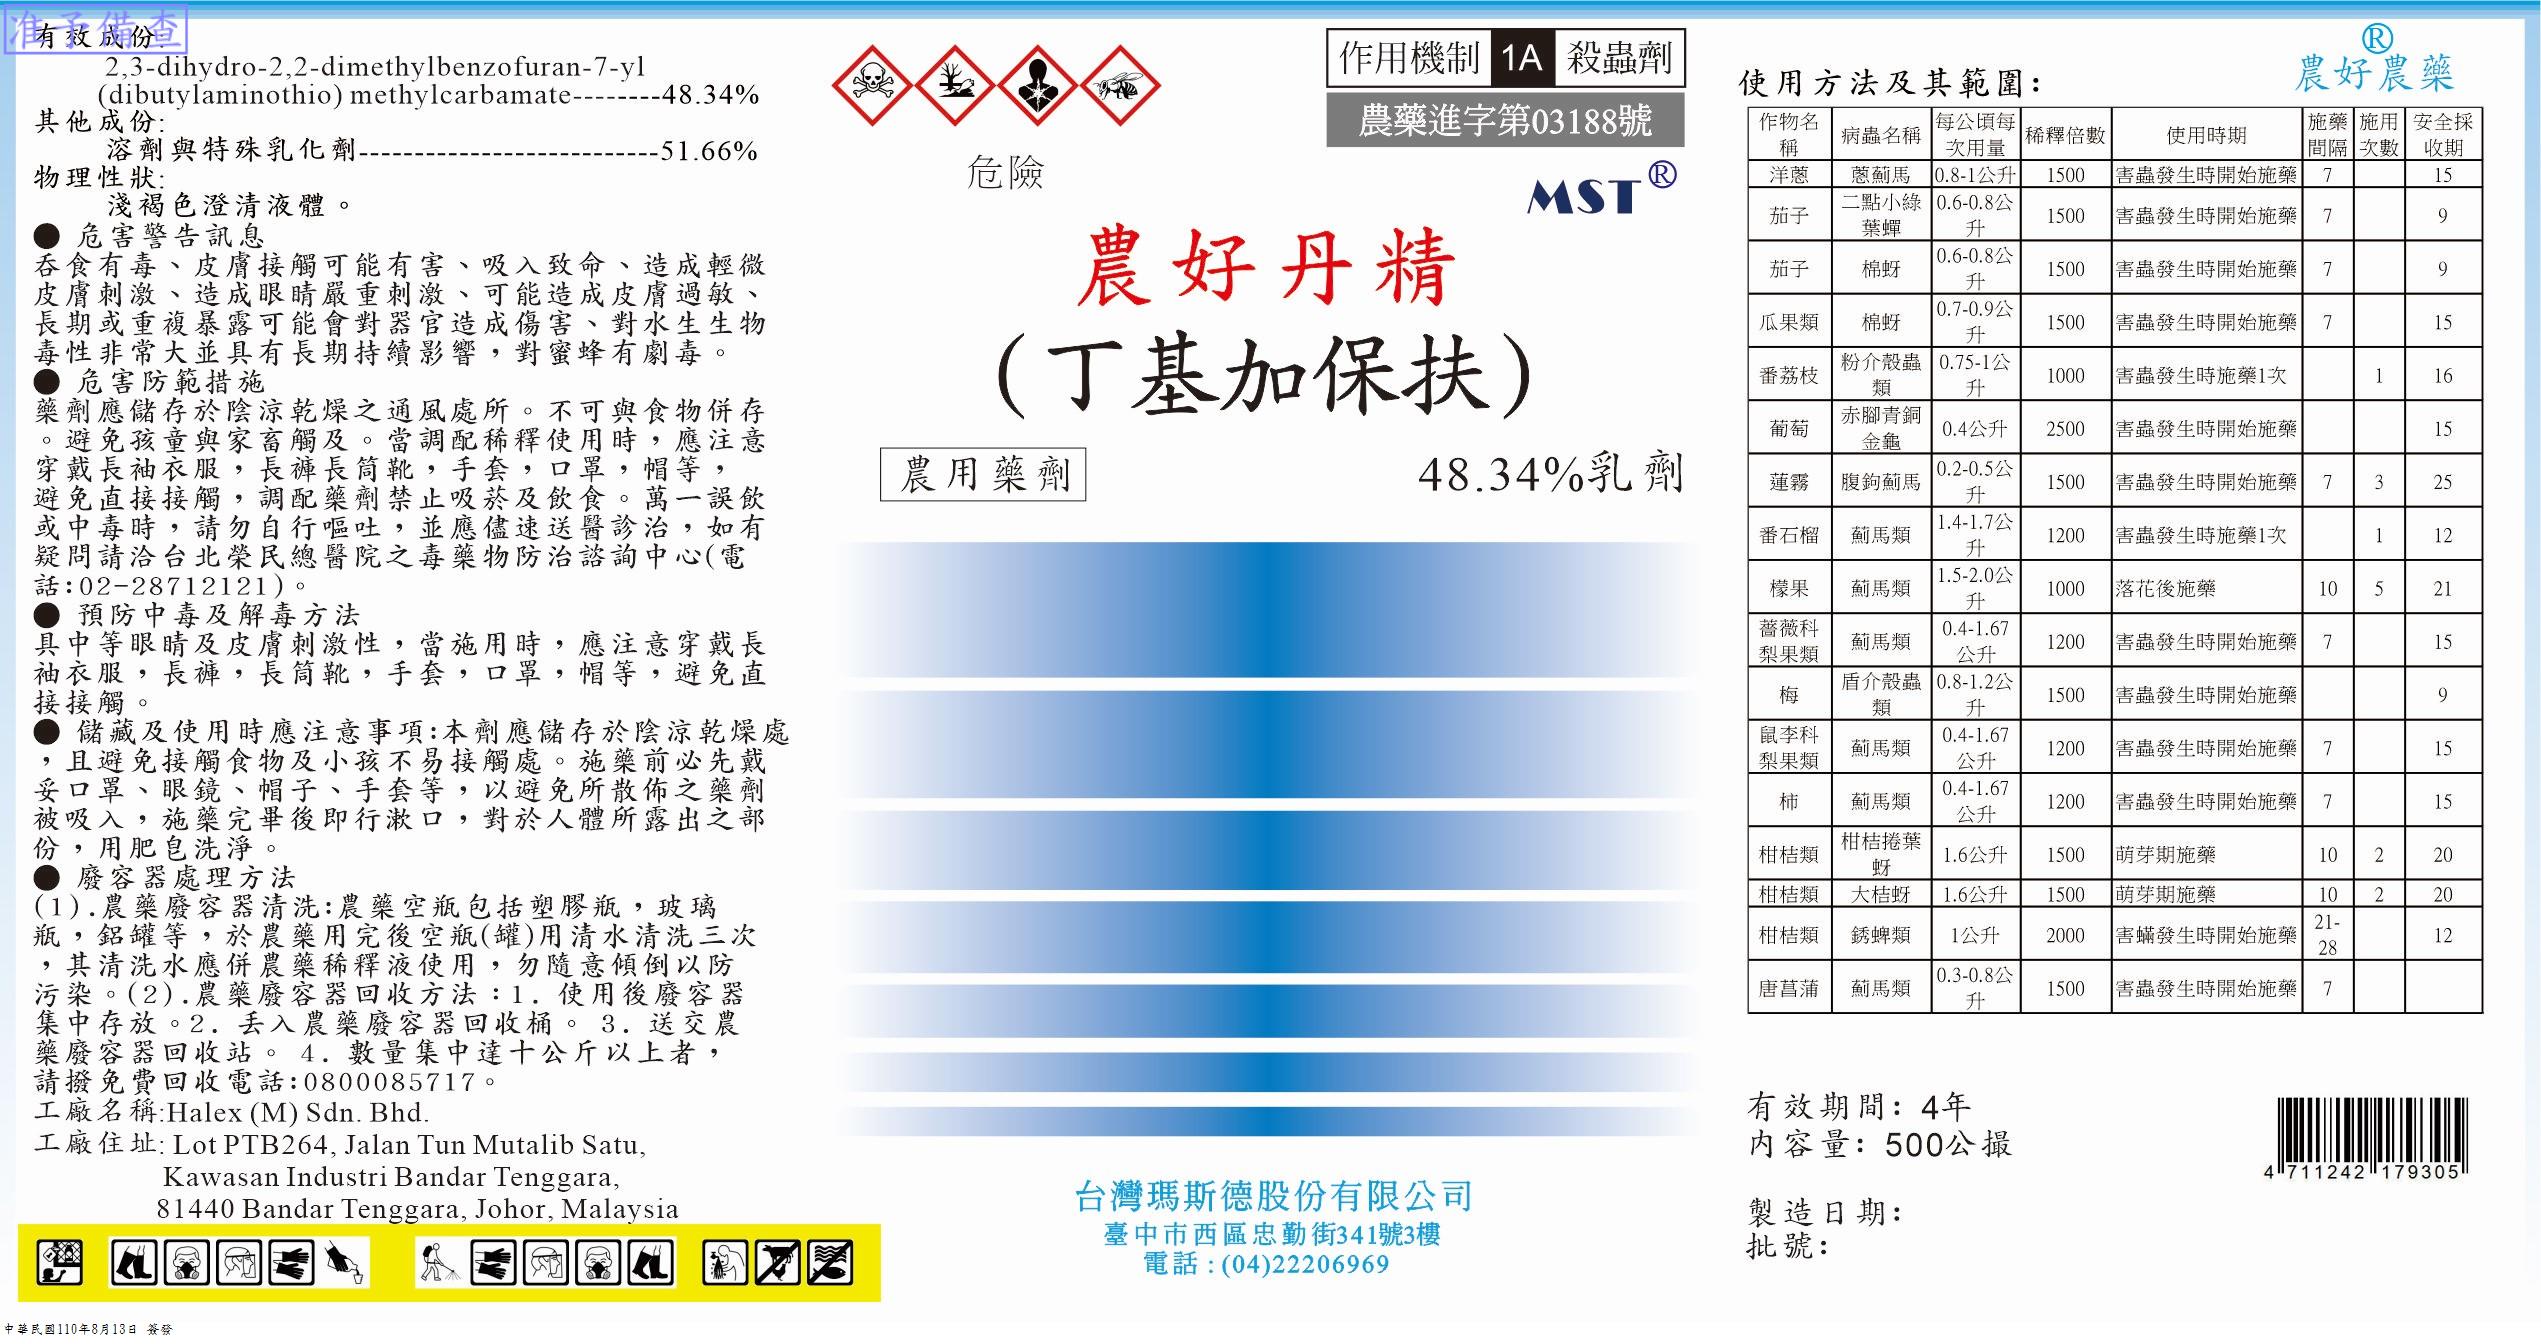 准予備查
有效成份:
2,3-dihydro-2,2-dimethylbenzofuran-7-yl
(dibutylaminothio) methylcarbamate--------48.34%
其他成份:
溶劑與特殊乳化劑----------------------------51.66%
物理性狀:
淺褐色澄清液體。
● 危害警告訊息
吞食有毒、皮膚接觸可能有害、吸入致命、造成輕微
皮膚刺激、造成眼睛嚴重刺激、可能造成皮膚過敏、
長期或重複暴露可能會對器官造成傷害、對水生生物
毒性非常大並具有長期持續影響，對蜜蜂有劇毒。
● 危害防範措施
藥劑應儲存於陰涼乾燥之通風處所。不可與食物併存
。避免孩童與家畜觸及。當調配稀釋使用時，應注意
穿戴長袖衣服，長褲長筒靴，手套，口罩，帽等，
避免直接接觸，調配藥劑禁止吸菸及飲食。萬一誤飲
或中毒時，請勿自行嘔吐，並應儘速送醫診治，如有
疑問請洽台北榮民總醫院之毒藥物防治諮詢中心(電
話:02-28712121)。
● 預防中毒及解毒方法
具中等眼睛及皮膚刺激性，當施用時，應注意穿戴長
袖衣服，長褲，長筒靴，手套，口罩，帽等，避免直
接接觸。
● 儲藏及使用時應注意事項:本劑應儲存於陰涼乾燥處
，且避免接觸食物及小孩不易接觸處。施藥前必先戴
妥口罩、眼鏡、帽子、手套等，以避免所散佈之藥劑
被吸入，施藥完畢後即行漱口，對於人體所露出之部
份，用肥皂洗淨。
● 廢容器處理方法
(1).農藥廢容器清洗:農藥空瓶包括塑膠瓶，玻璃
瓶，鋁罐等，於農藥用完後空瓶(罐)用清水清洗三次
，其清洗水應併農藥稀釋液使用，勿隨意傾倒以防
污染。(2).農藥廢容器回收方法：1. 使用後廢容器
集中存放。2. 丟入農藥廢容器回收桶。 3. 送交農
藥廢容器回收站。 4. 數量集中達十公斤以上者，
請撥免費回收電話:0800085717。
工廠名稱:Halex (M) Sdn. Bhd.
工廠住址: Lot PTB264, Jalan Tun Mutalib Satu,
Kawasan Industri Bandar Tenggara,
81440 Bandar Tenggara, Johor, Malaysia
中華民國110年8月13日 簽發
危險
作用機制 1A 殺蟲劑
農藥進字第03188號
MST®
農好丹精
(丁基加保扶)
農用藥劑
48.34%乳劑
台灣瑪斯德股份有限公司
臺中市西區忠勤街341號3樓
電話 : (04)22206969
®
農好農藥
使用方法及其範圍:
作物名稱 病蟲名稱 每公頃每次用量 稀釋倍數 使用時期 施藥間隔 施用次數 安全採收期
洋蔥 蔥薊馬 0.8-1公升 1500 害蟲發生時開始施藥 7 15
茄子 二點小綠葉蟬 0.6-0.8公升 1500 害蟲發生時開始施藥 7 9
茄子 棉蚜 0.6-0.8公升 1500 害蟲發生時開始施藥 7 9
瓜果類 棉蚜 0.7-0.9公升 1500 害蟲發生時開始施藥 7 15
番荔枝 粉介殼蟲類 0.75-1公升 1000 害蟲發生時施藥1次 1 16
葡萄 赤腳青銅金龜 0.4公升 2500 害蟲發生時開始施藥 15
蓮霧 腹鉤薊馬 0.2-0.5公升 1500 害蟲發生時開始施藥 7 3 25
番石榴 薊馬類 1.4-1.7公升 1200 害蟲發生時施藥1次 1 12
檬果 薊馬類 1.5-2.0公升 1000 落花後施藥 10 5 21
薔薇科梨果類 薊馬類 0.4-1.67公升 1200 害蟲發生時開始施藥 7 15
梅 盾介殼蟲類 0.8-1.2公升 1500 害蟲發生時開始施藥 9
鼠李科梨果類 薊馬類 0.4-1.67公升 1200 害蟲發生時開始施藥 7 15
柿 薊馬類 0.4-1.67公升 1200 害蟲發生時開始施藥 7 15
柑桔類 柑桔捲葉蚜 1.6公升 1500 萌芽期施藥 10 2 20
柑桔類 大桔蚜 1.6公升 1500 萌芽期施藥 10 2 20
柑桔類 銹蜱類 1公升 2000 害蟎發生時開始施藥 21-28 12
唐菖蒲 薊馬類 0.3-0.8公升 1500 害蟲發生時開始施藥 7
有效期間: 4年
內容量: 500公撮
4 711242 179305
製造日期:
批號: